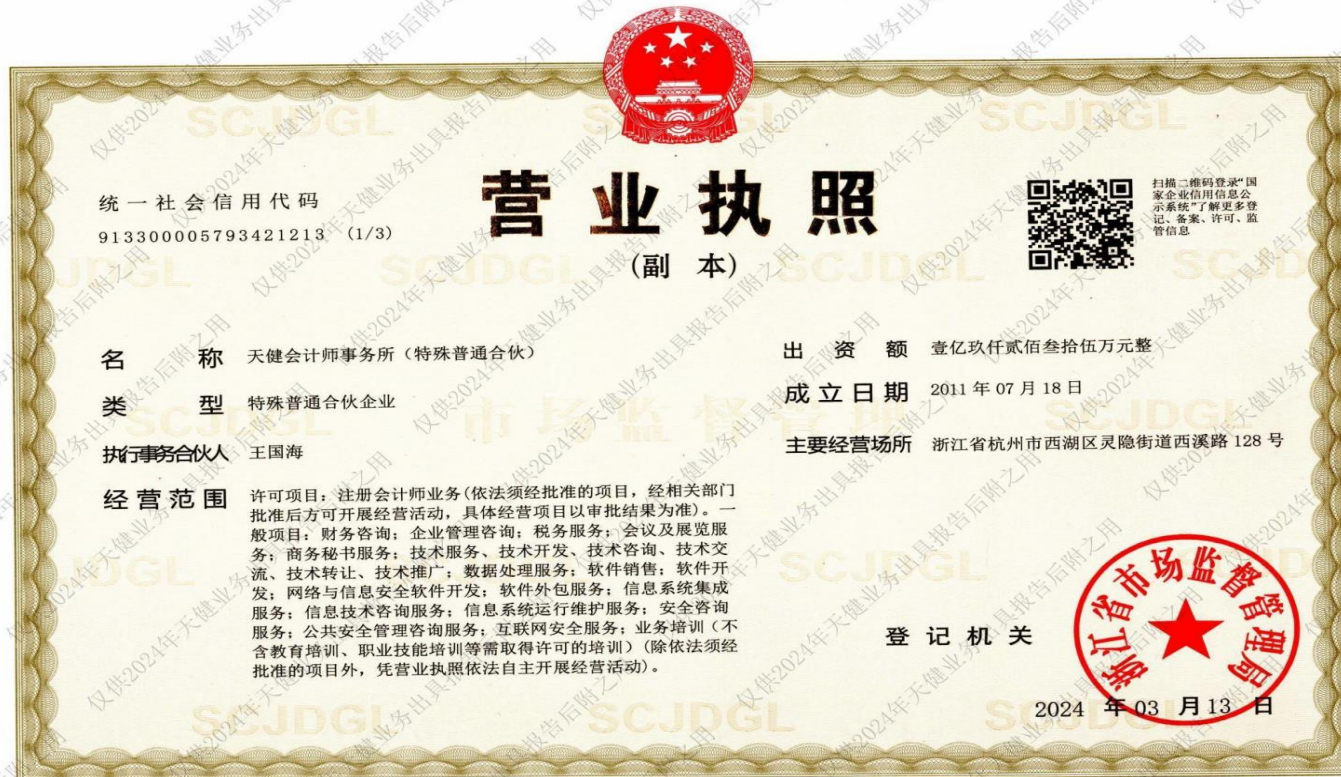 营业执照
(副 本)
统一社会信用代码
913300005793421213 (1/3)
扫描二维码登录“国
家企业信用信息公
示系统”了解更多登
记、备案、许可、监
管信息
名 称 天健会计师事务所（特殊普通合伙）
类 型 特殊普通合伙企业
执行事务合伙人 王国海
经营范围 许可项目：注册会计师业务(依法须经批准的项目，经相关部门
批准后方可开展经营活动，具体经营项目以审批结果为准)。一
般项目：财务咨询；企业管理咨询；税务服务；会议及展览服
务；商务秘书服务；技术服务、技术开发、技术咨询、技术交
流、技术转让、技术推广；数据处理服务；软件销售；软件开
发；网络与信息安全软件开发；软件外包服务；信息系统集成
服务；信息技术咨询服务；信息系统运行维护服务；安全咨询
服务；公共安全管理咨询服务；互联网安全服务；业务培训（不
含教育培训、职业技能培训等需取得许可的培训）(除依法须经
批准的项目外，凭营业执照依法自主开展经营活动)。
出 资 额 壹亿玖仟贰佰叁拾伍万元整
成立日期 2011 年 07 月 18 日
主要经营场所 浙江省杭州市西湖区灵隐街道西溪路 128 号
登记机关
浙江省市场监督管理局
2024 年 03 月 13 日
SCJDGL
市场监督管理
仅供2024年天健业务出具报告后附之用